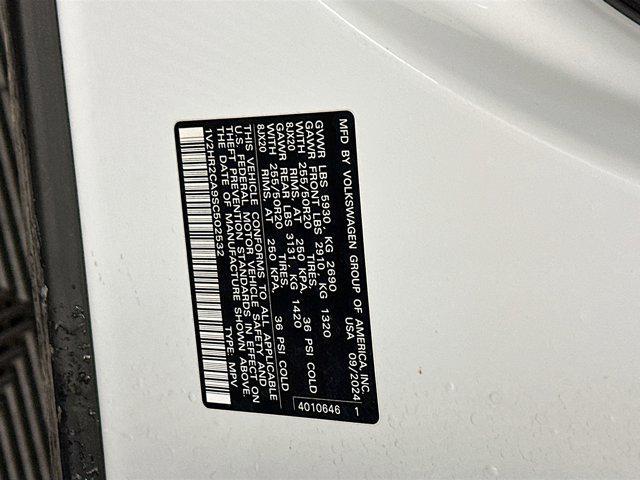 MFD BY VOLKSWAGEN GROUP OF AMERICA, INC.
USA 09/2024 1
GVWR LBS 5930, KG 2690
GAWR FRONT LBS 2910, KG 1320
WITH 255/50R20 TIRES,
8JX20 RIMS, AT 250 KPA, 36 PSI COLD
GAWR REAR LBS 3131 KG 1420
WITH 255/50R20 TIRES,
8JX20 RIMS, AT 250 KPA, 36 PSI COLD
4010646
THIS VEHICLE CONFORMS TO ALL APPLICABLE
U.S. FEDERAL MOTOR VEHICLE SAFETY AND
THEFT PREVENTION STANDARDS IN EFFECT ON
THE DATE OF MANUFACTURE SHOWN ABOVE.
1V2HR2CA9SC502532 TYPE: MPV